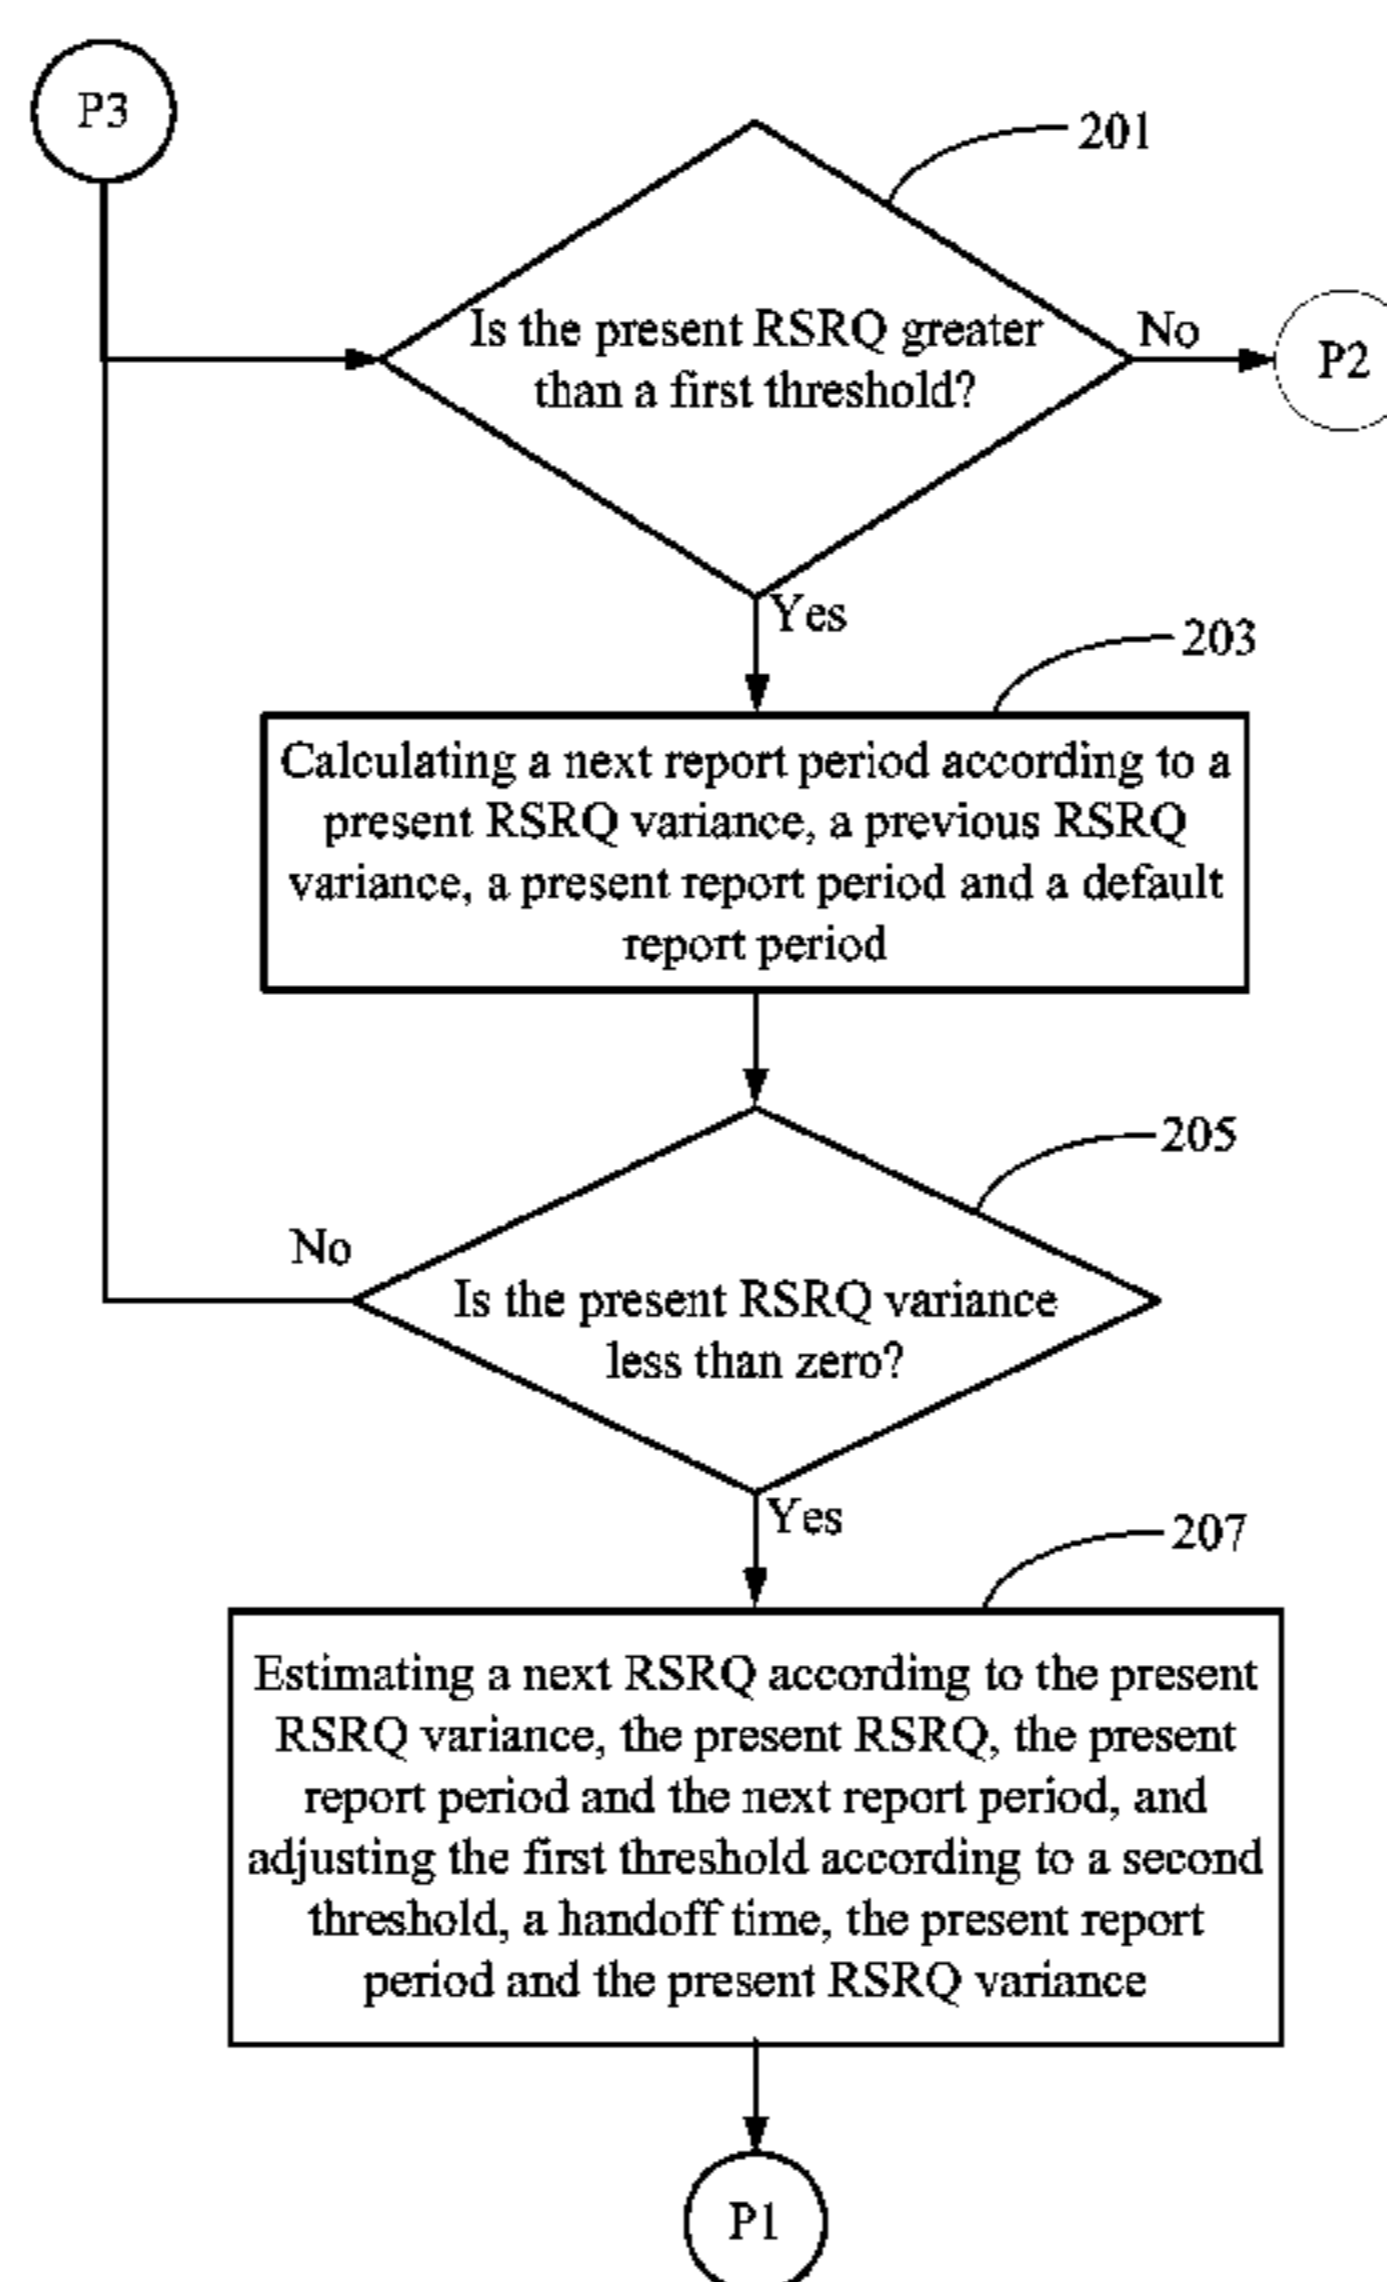 P3
201
Is the present RSRQ greater
than a first threshold?
No
P2
Yes
203
Calculating a next report period according to a
present RSRQ variance, a previous RSRQ
variance, a present report period and a default
report period
205
No
Is the present RSRQ variance
less than zero?
Yes
207
Estimating a next RSRQ according to the present
RSRQ variance, the present RSRQ, the present
report period and the next report period, and
adjusting the first threshold according to a second
threshold, a handoff time, the present report
period and the present RSRQ variance
P1